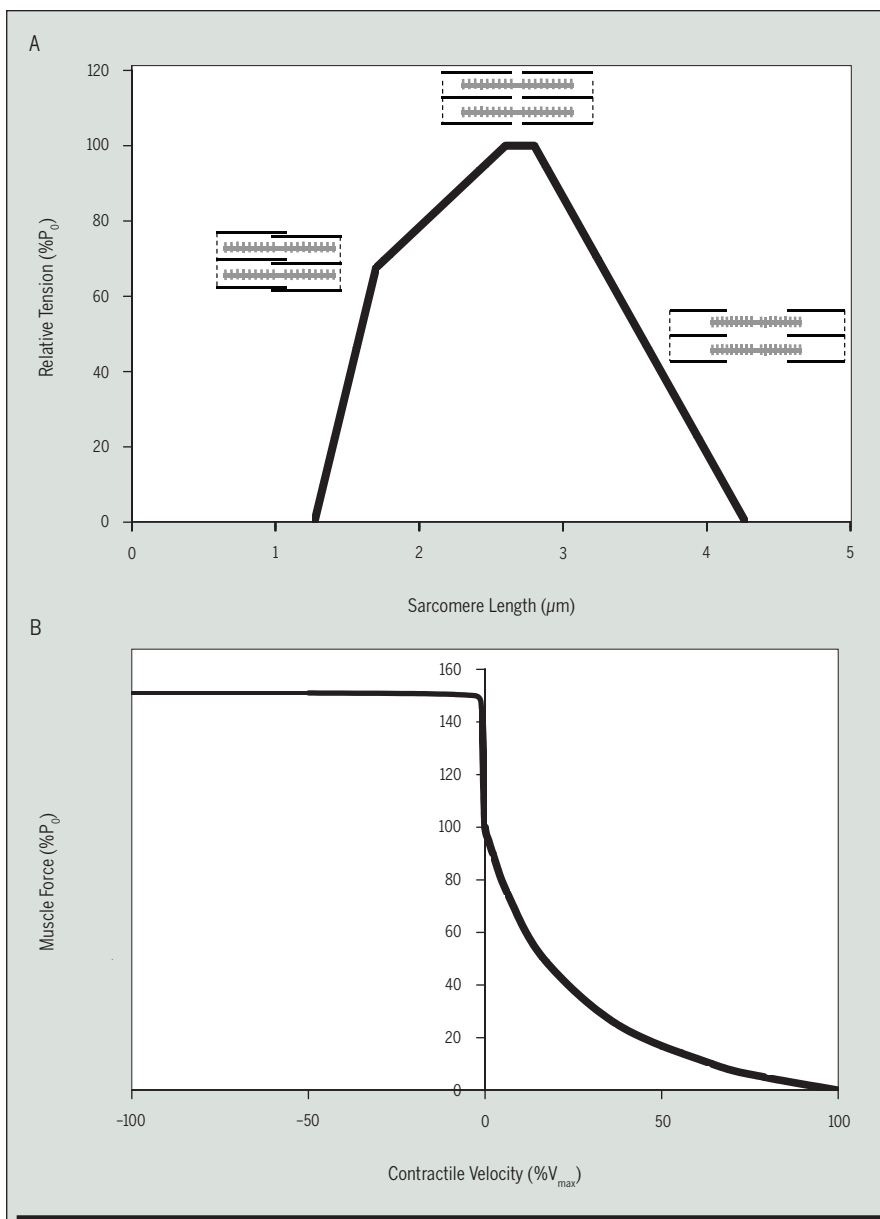 A
120
100
80
60
40
20
0
Relative Tension (%P₀)
0 1 2 3 4 5
Sarcomere Length (µm)
B
160
140
120
100
80
60
40
20
0
Muscle Force (%P₀)
–100 –50 0 50 100
Contractile Velocity (%Vmax)